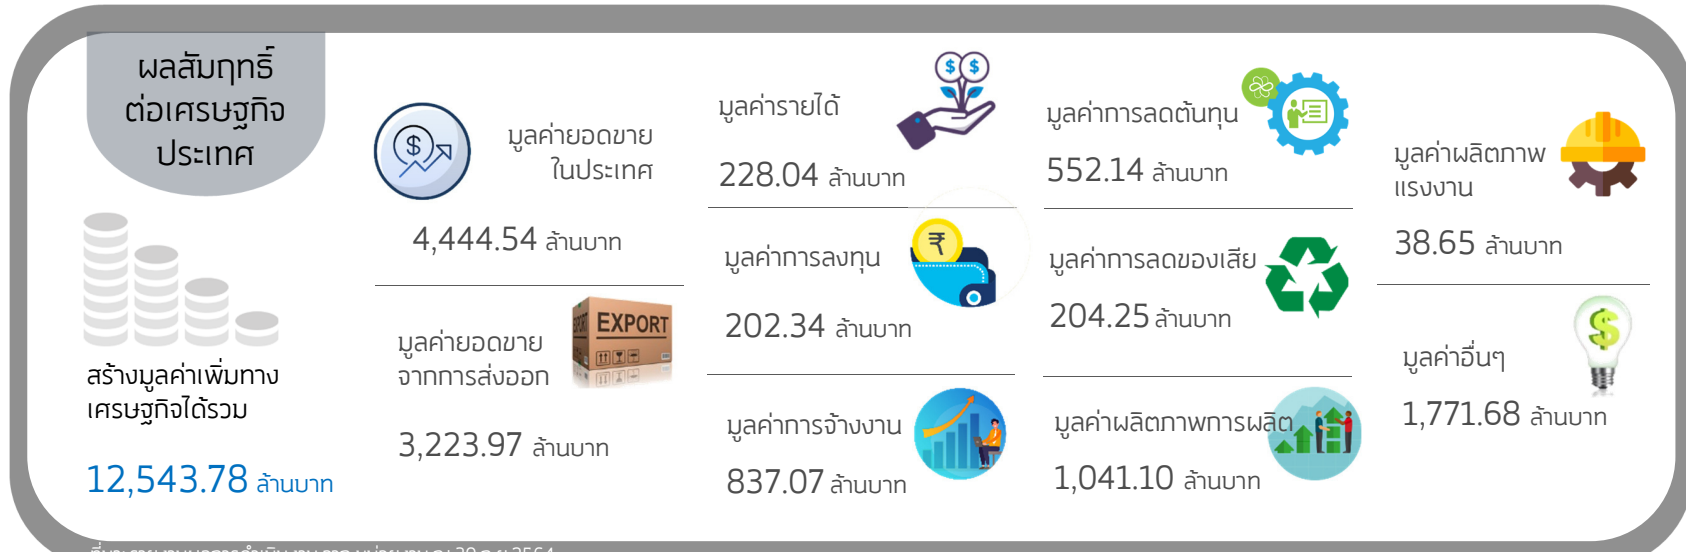 ผลสัมฤทธิ์
ต่อเศรษฐกิจ
ประเทศ
สร้างมูลค่าเพิ่มทาง
เศรษฐกิจได้รวม
12,543.78 ล้านบาท
มูลค่ายอดขาย
ในประเทศ
4,444.54 ล้านบาท
มูลค่ายอดขาย
จากการส่งออก
EXPORT
3,223.97 ล้านบาท
มูลค่ารายได้
228.04 ล้านบาท
มูลค่าการลงทุน
202.34 ล้านบาท
มูลค่าการจ้างงาน
837.07 ล้านบาท
มูลค่าการลดต้นทุน
552.14 ล้านบาท
มูลค่าการลดของเสีย
204.25 ล้านบาท
มูลค่าผลิตภาพการผลิต
1,041.10 ล้านบาท
มูลค่าผลิตภาพ
แรงงาน
38.65 ล้านบาท
มูลค่าอื่นๆ
1,771.68 ล้านบาท